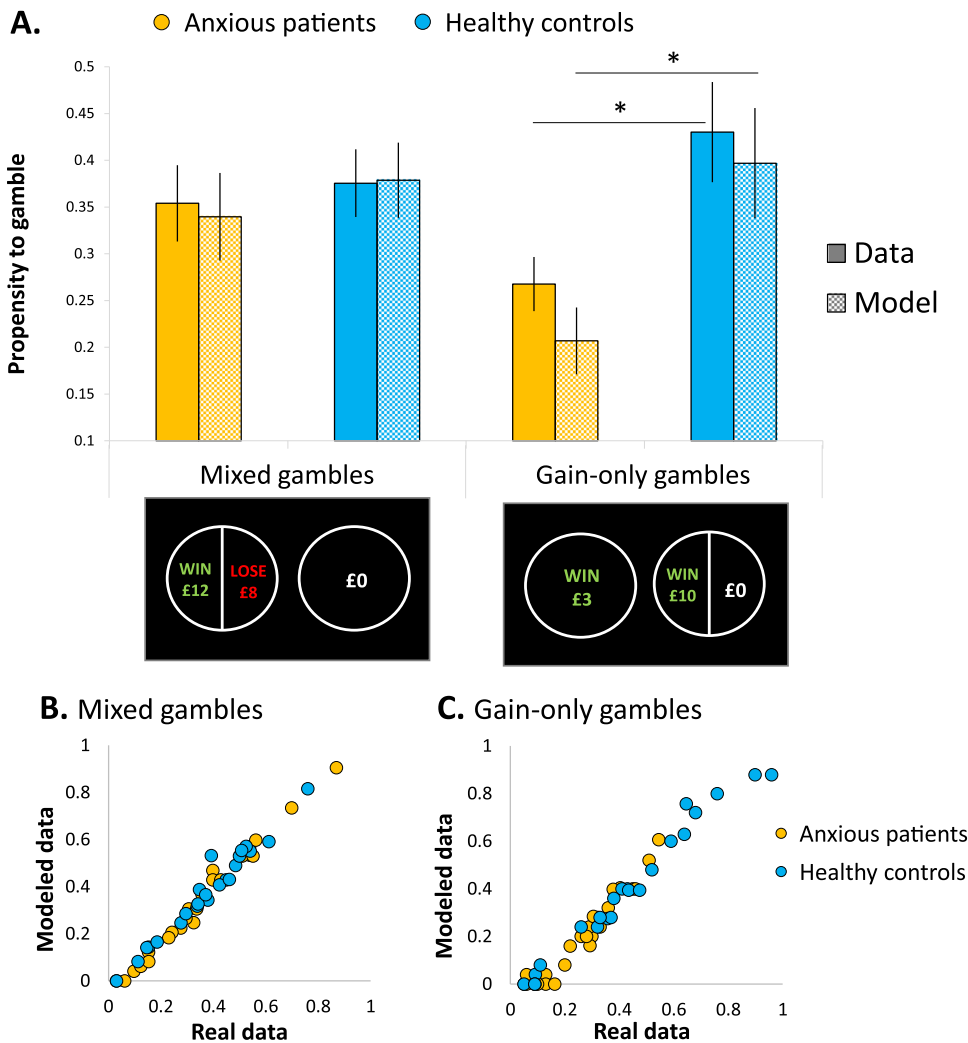 A.
Anxious patients
Healthy controls
Propensity to gamble
0.5
0.45
0.4
0.35
0.3
0.25
0.2
0.15
0.1
*
*
Data
Model
Mixed gambles
Gain-only gambles
WIN
£12
LOSE
£8
£0
WIN
£3
WIN
£10
£0
B. Mixed gambles
Modeled data
1
0.8
0.6
0.4
0.2
0
0 0.2 0.4 0.6 0.8 1
Real data
C. Gain-only gambles
Modeled data
1
0.8
0.6
0.4
0.2
0
0 0.2 0.4 0.6 0.8 1
Real data
Anxious patients
Healthy controls